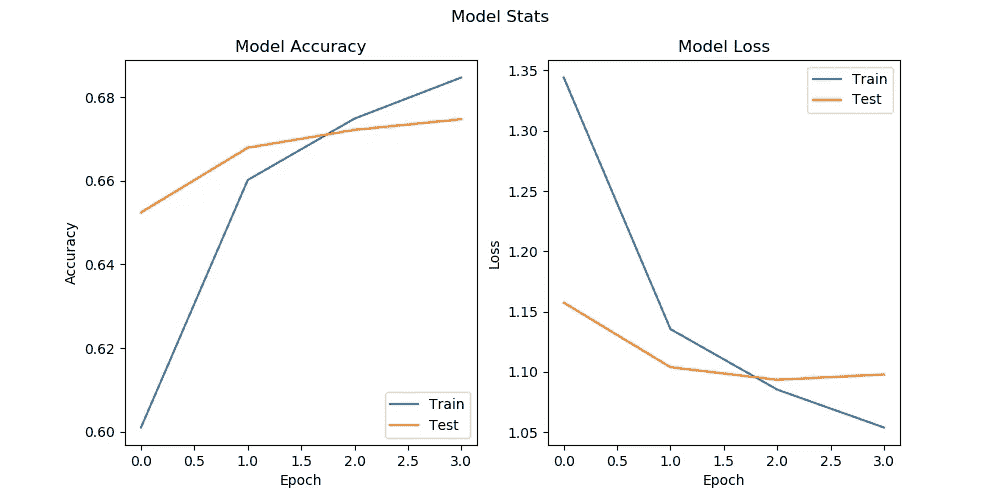 Model Stats
Model Accuracy
0.68
0.66
0.64
0.62
0.60
Accuracy
Train
Test
0.0 0.5 1.0 1.5 2.0 2.5 3.0
Epoch
Model Loss
1.35
1.30
1.25
1.20
1.15
1.10
1.05
Loss
Train
Test
0.0 0.5 1.0 1.5 2.0 2.5 3.0
Epoch